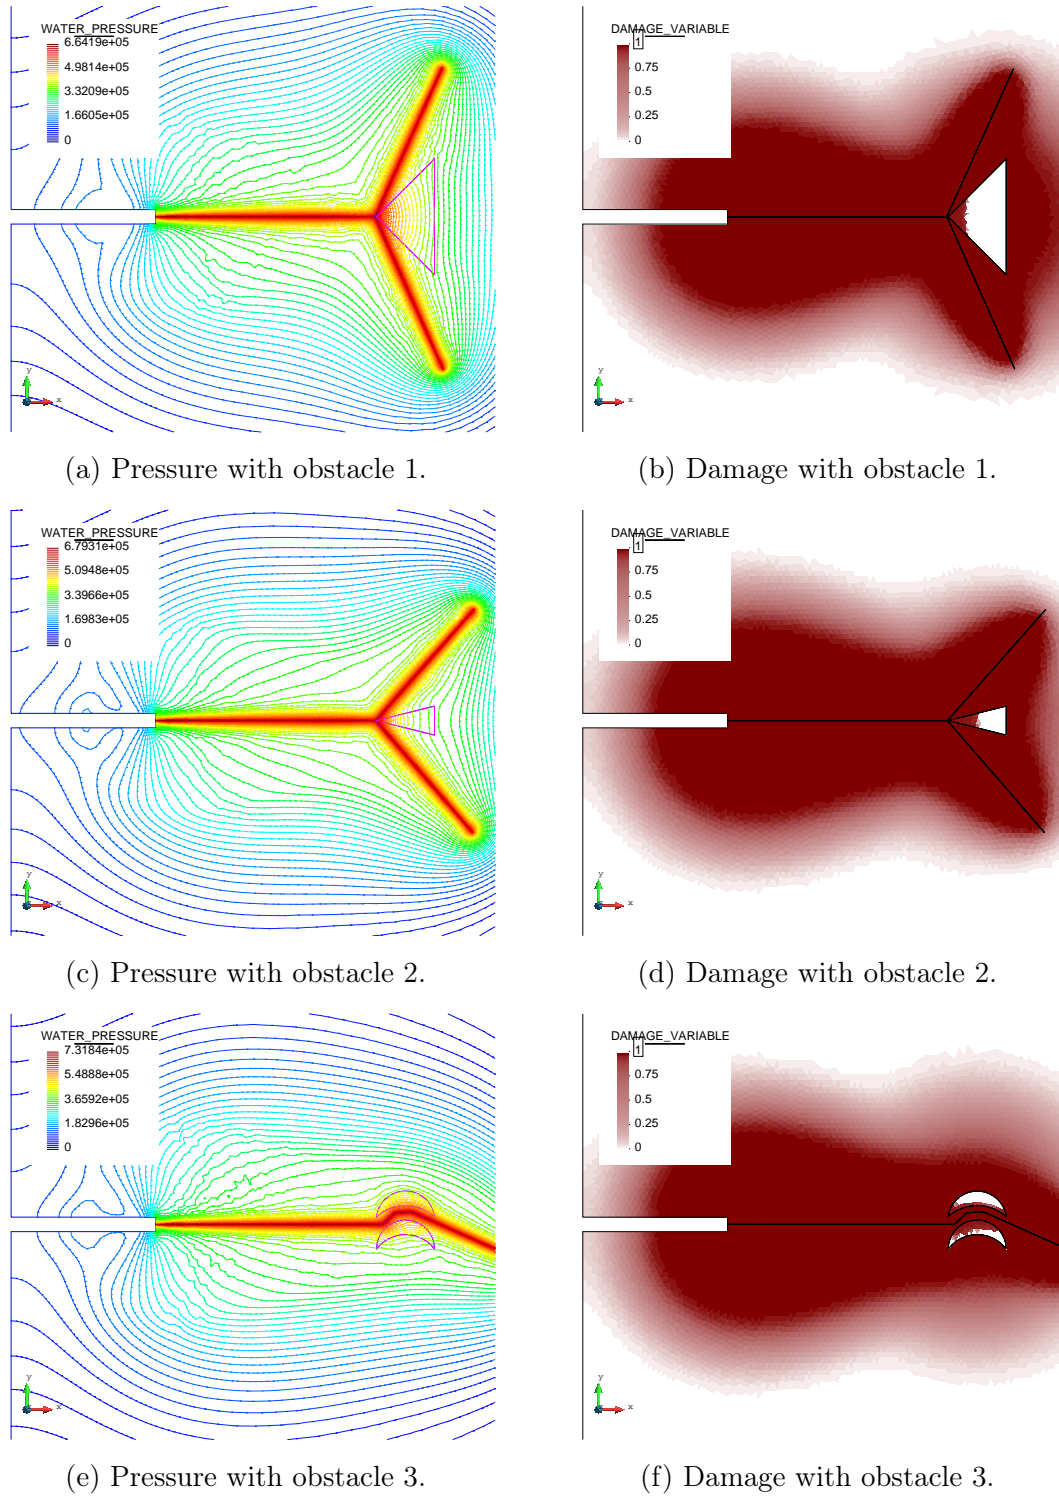 WATER_PRESSURE
6.6419e+05
4.9814e+05
3.3209e+05
1.6605e+05
0
y
x
DAMAGE_VARIABLE
1
0.75
0.5
0.25
0
y
x
(a) Pressure with obstacle 1.
(b) Damage with obstacle 1.
WATER_PRESSURE
6.7931e+05
5.0948e+05
3.3966e+05
1.6983e+05
0
y
x
DAMAGE_VARIABLE
1
0.75
0.5
0.25
0
y
x
(c) Pressure with obstacle 2.
(d) Damage with obstacle 2.
WATER_PRESSURE
7.3184e+05
5.4888e+05
3.6592e+05
1.8296e+05
0
y
x
DAMAGE_VARIABLE
1
0.75
0.5
0.25
0
y
x
(e) Pressure with obstacle 3.
(f) Damage with obstacle 3.